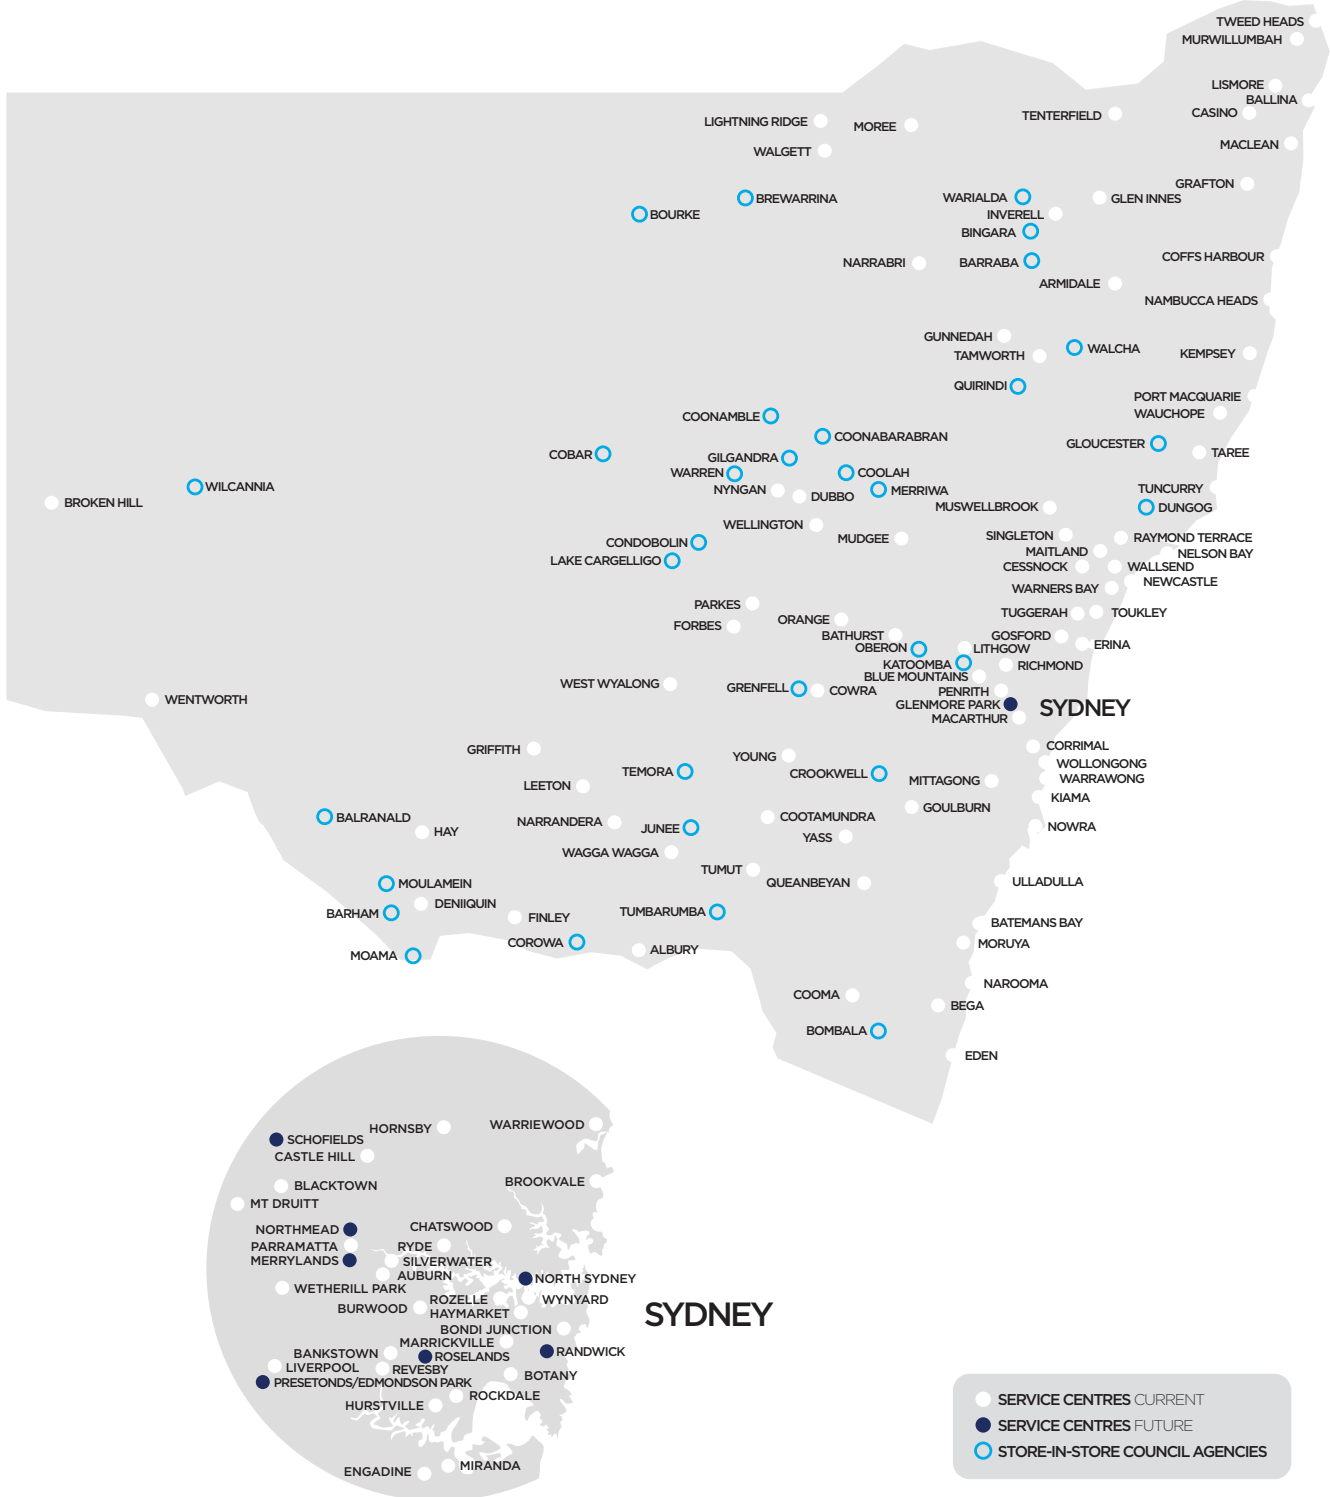 TWEED HEADS
MURWILLUMBAH
LISMORE
BALLINA
CASINO
TENTERFIELD
LIGHTNING RIDGE
MOREE
MACLEAN
WALGETT
GRAFTON
BREWARRINA
WARIALDA
GLEN INNES
BOURKE
INVERELL
BINGARA
COFFS HARBOUR
NARRABRI
BARRABA
ARMIDALE
NAMBUCCA HEADS
GUNNEDAH
WALCHA
TAMWORTH
KEMPSEY
QUIRINDI
PORT MACQUARIE
WAUCHOPE
COONAMBLE
COONABARABRAN
GLOUCESTER
TAREE
COBAR
GILGANDRA
WARREN
COOLAH
WILCANNIA
NYNGAN
DUBBO
MERRIWA
TUNCURRY
BROKEN HILL
MUSWELLBROOK
DUNGOG
WELLINGTON
MUDGEE
SINGLETON
RAYMOND TERRACE
CONDOBOLIN
MAITLAND
NELSON BAY
LAKE CARGELLIGO
CESSNOCK
WALLSEND
NEWCASTLE
WARNERS BAY
PARKES
TUGGERAH
TOUKLEY
FORBES
ORANGE
BATHURST
GOSFORD
ERINA
OBERON
LITHGOW
KATOOMBA
RICHMOND
BLUE MOUNTAINS
WEST WYALONG
GRENFELL
COWRA
PENRITH
WENTWORTH
GLENMORE PARK
SYDNEY
MACARTHUR
GRIFFITH
CORRIMAL
YOUNG
WOLLONGONG
TEMORA
CROOKWELL
WARRAWONG
LEETON
MITTAGONG
KIAMA
GOULBURN
BALRANALD
COOTAMUNDRA
NARRANDERA
HAY
JUNEE
NOWRA
YASS
WAGGA WAGGA
TUMUT
MOULAMEIN
QUEANBEYAN
ULLADULLA
DENIIQUIN
BARHAM
FINLEY
TUMBARUMBA
BATEMANS BAY
COROWA
MORUYA
MOAMA
ALBURY
NAROOMA
COOMA
BEGA
BOMBALA
EDEN
HORNSBY
WARRIEWOOD
SCHOFIELDS
CASTLE HILL
BROOKVALE
BLACKTOWN
MT DRUITT
NORTHMEAD
CHATSWOOD
PARRAMATTA
RYDE
MERRYLANDS
SILVERWATER
AUBURN
NORTH SYDNEY
WETHERILL PARK
ROZELLE
WYNYARD
BURWOOD
HAYMARKET
SYDNEY
BONDI JUNCTION
MARRICKVILLE
BANKSTOWN
ROSELANDS
RANDWICK
LIVERPOOL
REVESBY
BOTANY
PRESETONDS/EDMONDSON PARK
ROCKDALE
HURSTVILLE
MIRANDA
ENGADINE
SERVICE CENTRES CURRENT
SERVICE CENTRES FUTURE
STORE-IN-STORE COUNCIL AGENCIES